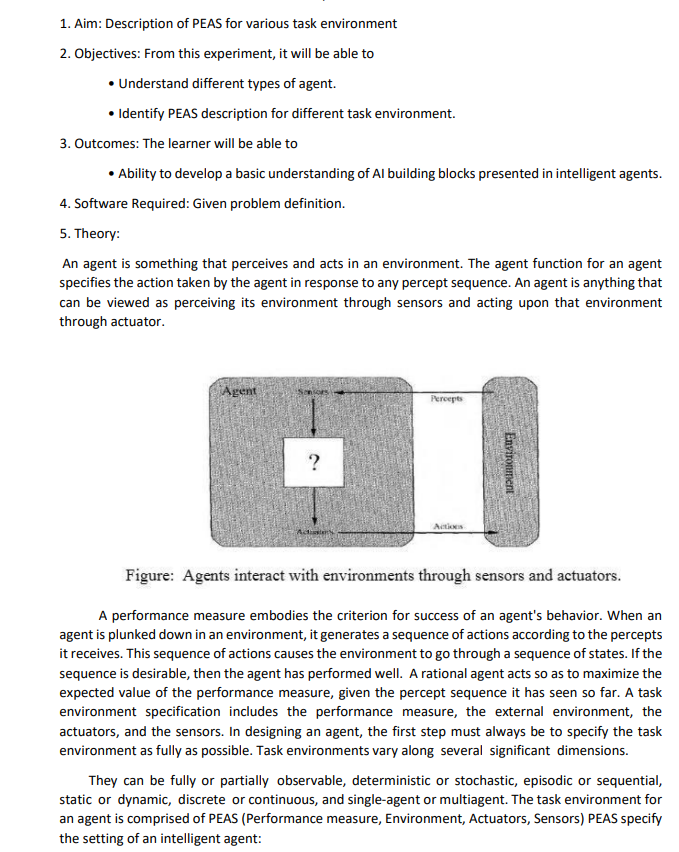 1. Aim: Description of PEAS for various task environment
2. Objectives: From this experiment, it will be able to
• Understand different types of agent.
• Identify PEAS description for different task environment.
3. Outcomes: The learner will be able to
• Ability to develop a basic understanding of AI building blocks presented in intelligent agents.
4. Software Required: Given problem definition.
5. Theory:
An agent is something that perceives and acts in an environment. The agent function for an agent
specifies the action taken by the agent in response to any percept sequence. An agent is anything that
can be viewed as perceiving its environment through sensors and acting upon that environment
through actuator.
Agent
Sensors
Percepts
?
Environment
Actuators
Actions
Figure: Agents interact with environments through sensors and actuators.
A performance measure embodies the criterion for success of an agent's behavior. When an
agent is plunked down in an environment, it generates a sequence of actions according to the percepts
it receives. This sequence of actions causes the environment to go through a sequence of states. If the
sequence is desirable, then the agent has performed well. A rational agent acts so as to maximize the
expected value of the performance measure, given the percept sequence it has seen so far. A task
environment specification includes the performance measure, the external environment, the
actuators, and the sensors. In designing an agent, the first step must always be to specify the task
environment as fully as possible. Task environments vary along several significant dimensions.
They can be fully or partially observable, deterministic or stochastic, episodic or sequential,
static or dynamic, discrete or continuous, and single-agent or multiagent. The task environment for
an agent is comprised of PEAS (Performance measure, Environment, Actuators, Sensors) PEAS specify
the setting of an intelligent agent: